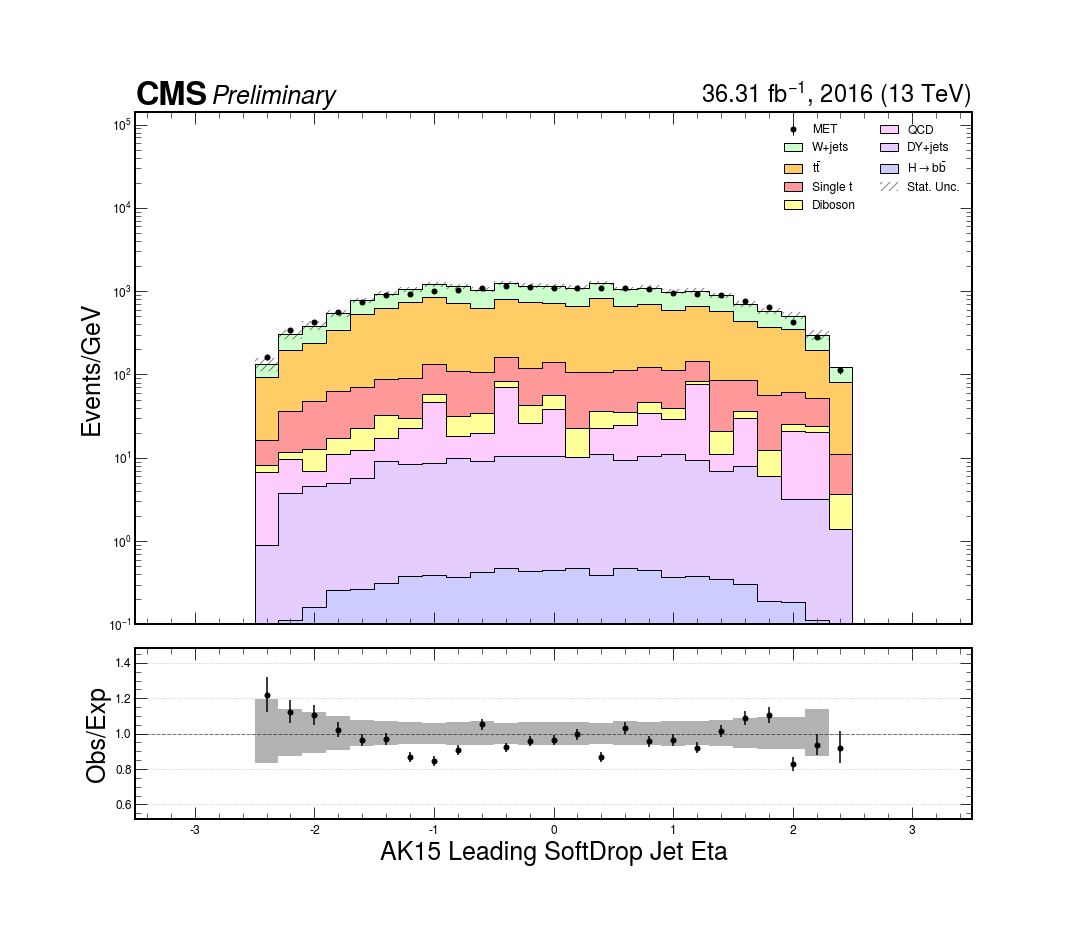 CMS Preliminary
36.31 fb⁻¹, 2016 (13 TeV)
Events/GeV
10⁵
10⁴
10³
10²
10¹
10⁰
10⁻¹
MET
W+jets
tt̄
Single t
Diboson
QCD
DY+jets
H→bb̄
Stat. Unc.
Obs/Exp
1.4
1.2
1.0
0.8
0.6
-3 -2 -1 0 1 2 3
AK15 Leading SoftDrop Jet Eta